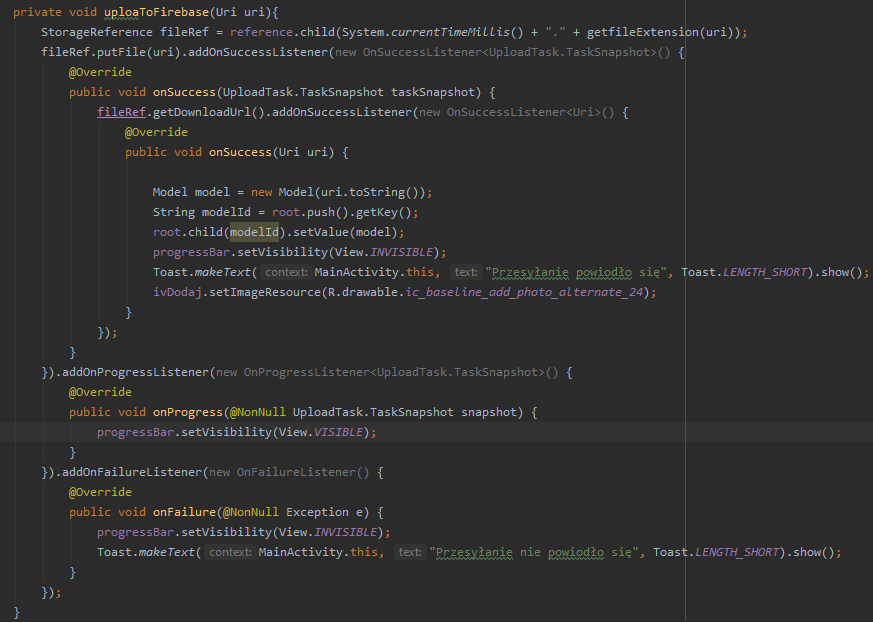 private void uploaToFirebase(Uri uri){
StorageReference fileRef = reference.child(System.currentTimeMillis() + "." + getfileExtension(uri));
fileRef.putFile(uri).addOnSuccessListener(new OnSuccessListener<UploadTask.TaskSnapshot>() {
@Override
public void onSuccess(UploadTask.TaskSnapshot taskSnapshot) {
fileRef.getDownloadUrl().addOnSuccessListener(new OnSuccessListener<Uri>() {
@Override
public void onSuccess(Uri uri) {
Model model = new Model(uri.toString());
String modelId = root.push().getKey();
root.child(modelId).setValue(model);
progressBar.setVisibility(View.INVISIBLE);
Toast.makeText( context: MainActivity.this, text: "Przesyłanie powiodło się", Toast.LENGTH_SHORT).show();
ivDodaj.setImageResource(R.drawable.ic_baseline_add_photo_alternate_24);
}
});
}
}).addOnProgressListener(new OnProgressListener<UploadTask.TaskSnapshot>() {
@Override
public void onProgress(@NonNull UploadTask.TaskSnapshot snapshot) {
progressBar.setVisibility(View.VISIBLE);
}
}).addOnFailureListener(new OnFailureListener() {
@Override
public void onFailure(@NonNull Exception e) {
progressBar.setVisibility(View.INVISIBLE);
Toast.makeText( context: MainActivity.this, text: "Przesyłanie nie powiodło się", Toast.LENGTH_SHORT).show();
}
});
}